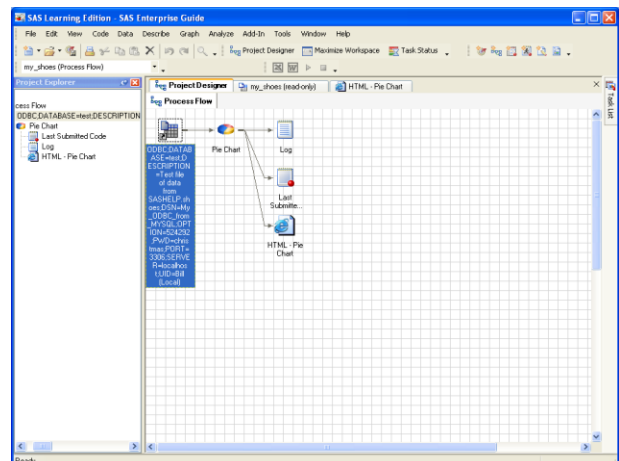 SAS Learning Edition - SAS Enterprise Guide
File Edit View Code Data Describe Graph Analyze Add-In Tools Window Help
Project Designer Maximize Workspace Task Status
my_shoes (Process Flow)
Project Explorer
Project Designer my_shoes (read-only) HTML - Pie Chart
Task List
cess Flow
ODBC;DATABASE=test;DESCRIPTION
Pie Chart
Last Submitted Code
Log
HTML - Pie Chart
Process Flow
ODBC;DATAB
ASE=test;D
ESCRIPTION
=Test file
of data
from
SASHELP.sh
oes;DSN=My
_ODBC_from
_MYSQL;OPT
ION=524292
;PWD=chris
tmas;PORT=
3306;SERVE
R=localhos
t;UID=Bill
(Local)
Pie Chart
Log
Last
Submitte...
HTML - Pie
Chart
Ready